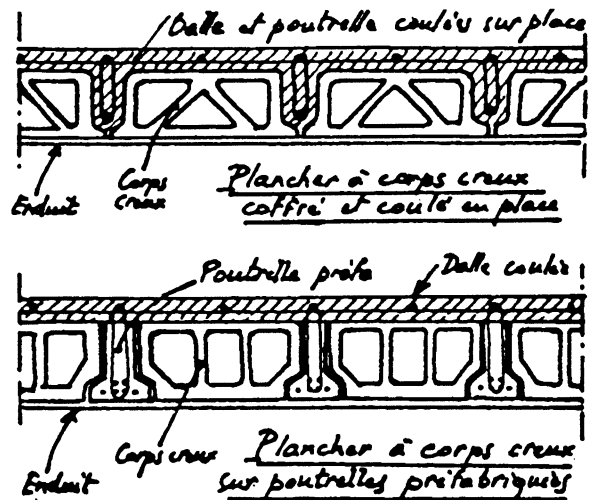 Dalle et poutrelle coulés sur place
Enduit
Corps
creux
Plancher à corps creux
coffré et coulé en place
Poutrelle préfa
Dalle coulée
Enduit
Corps creux
Plancher à corps creux
sur poutrelles préfabriqués